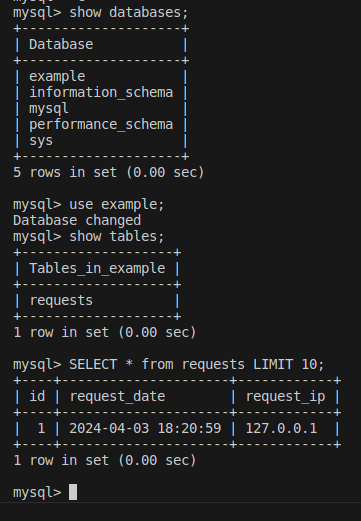 mysql> show databases;
+--------------------+
| Database           |
+--------------------+
| example            |
| information_schema |
| mysql              |
| performance_schema |
| sys                |
+--------------------+
5 rows in set (0.00 sec)

mysql> use example;
Database changed
mysql> show tables;
+-------------------+
| Tables_in_example |
+-------------------+
| requests          |
+-------------------+
1 row in set (0.00 sec)

mysql> SELECT * from requests LIMIT 10;
+----+---------------------+------------+
| id | request_date        | request_ip |
+----+---------------------+------------+
|  1 | 2024-04-03 18:20:59 | 127.0.0.1  |
+----+---------------------+------------+
1 row in set (0.00 sec)

mysql>